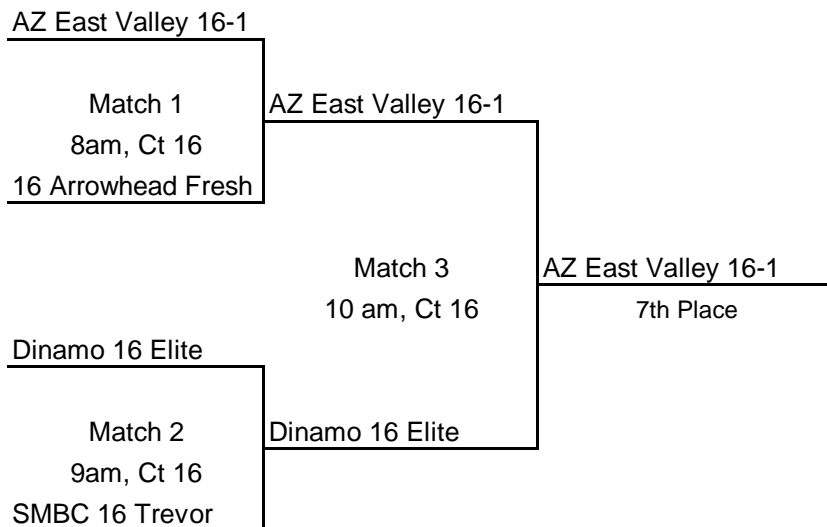 AZ East Valley 16-1
Match 1
8am, Ct 16
16 Arrowhead Fresh
AZ East Valley 16-1
Match 3
10 am, Ct 16
AZ East Valley 16-1
7th Place
Dinamo 16 Elite
Match 2
9am, Ct 16
SMBC 16 Trevor
Dinamo 16 Elite